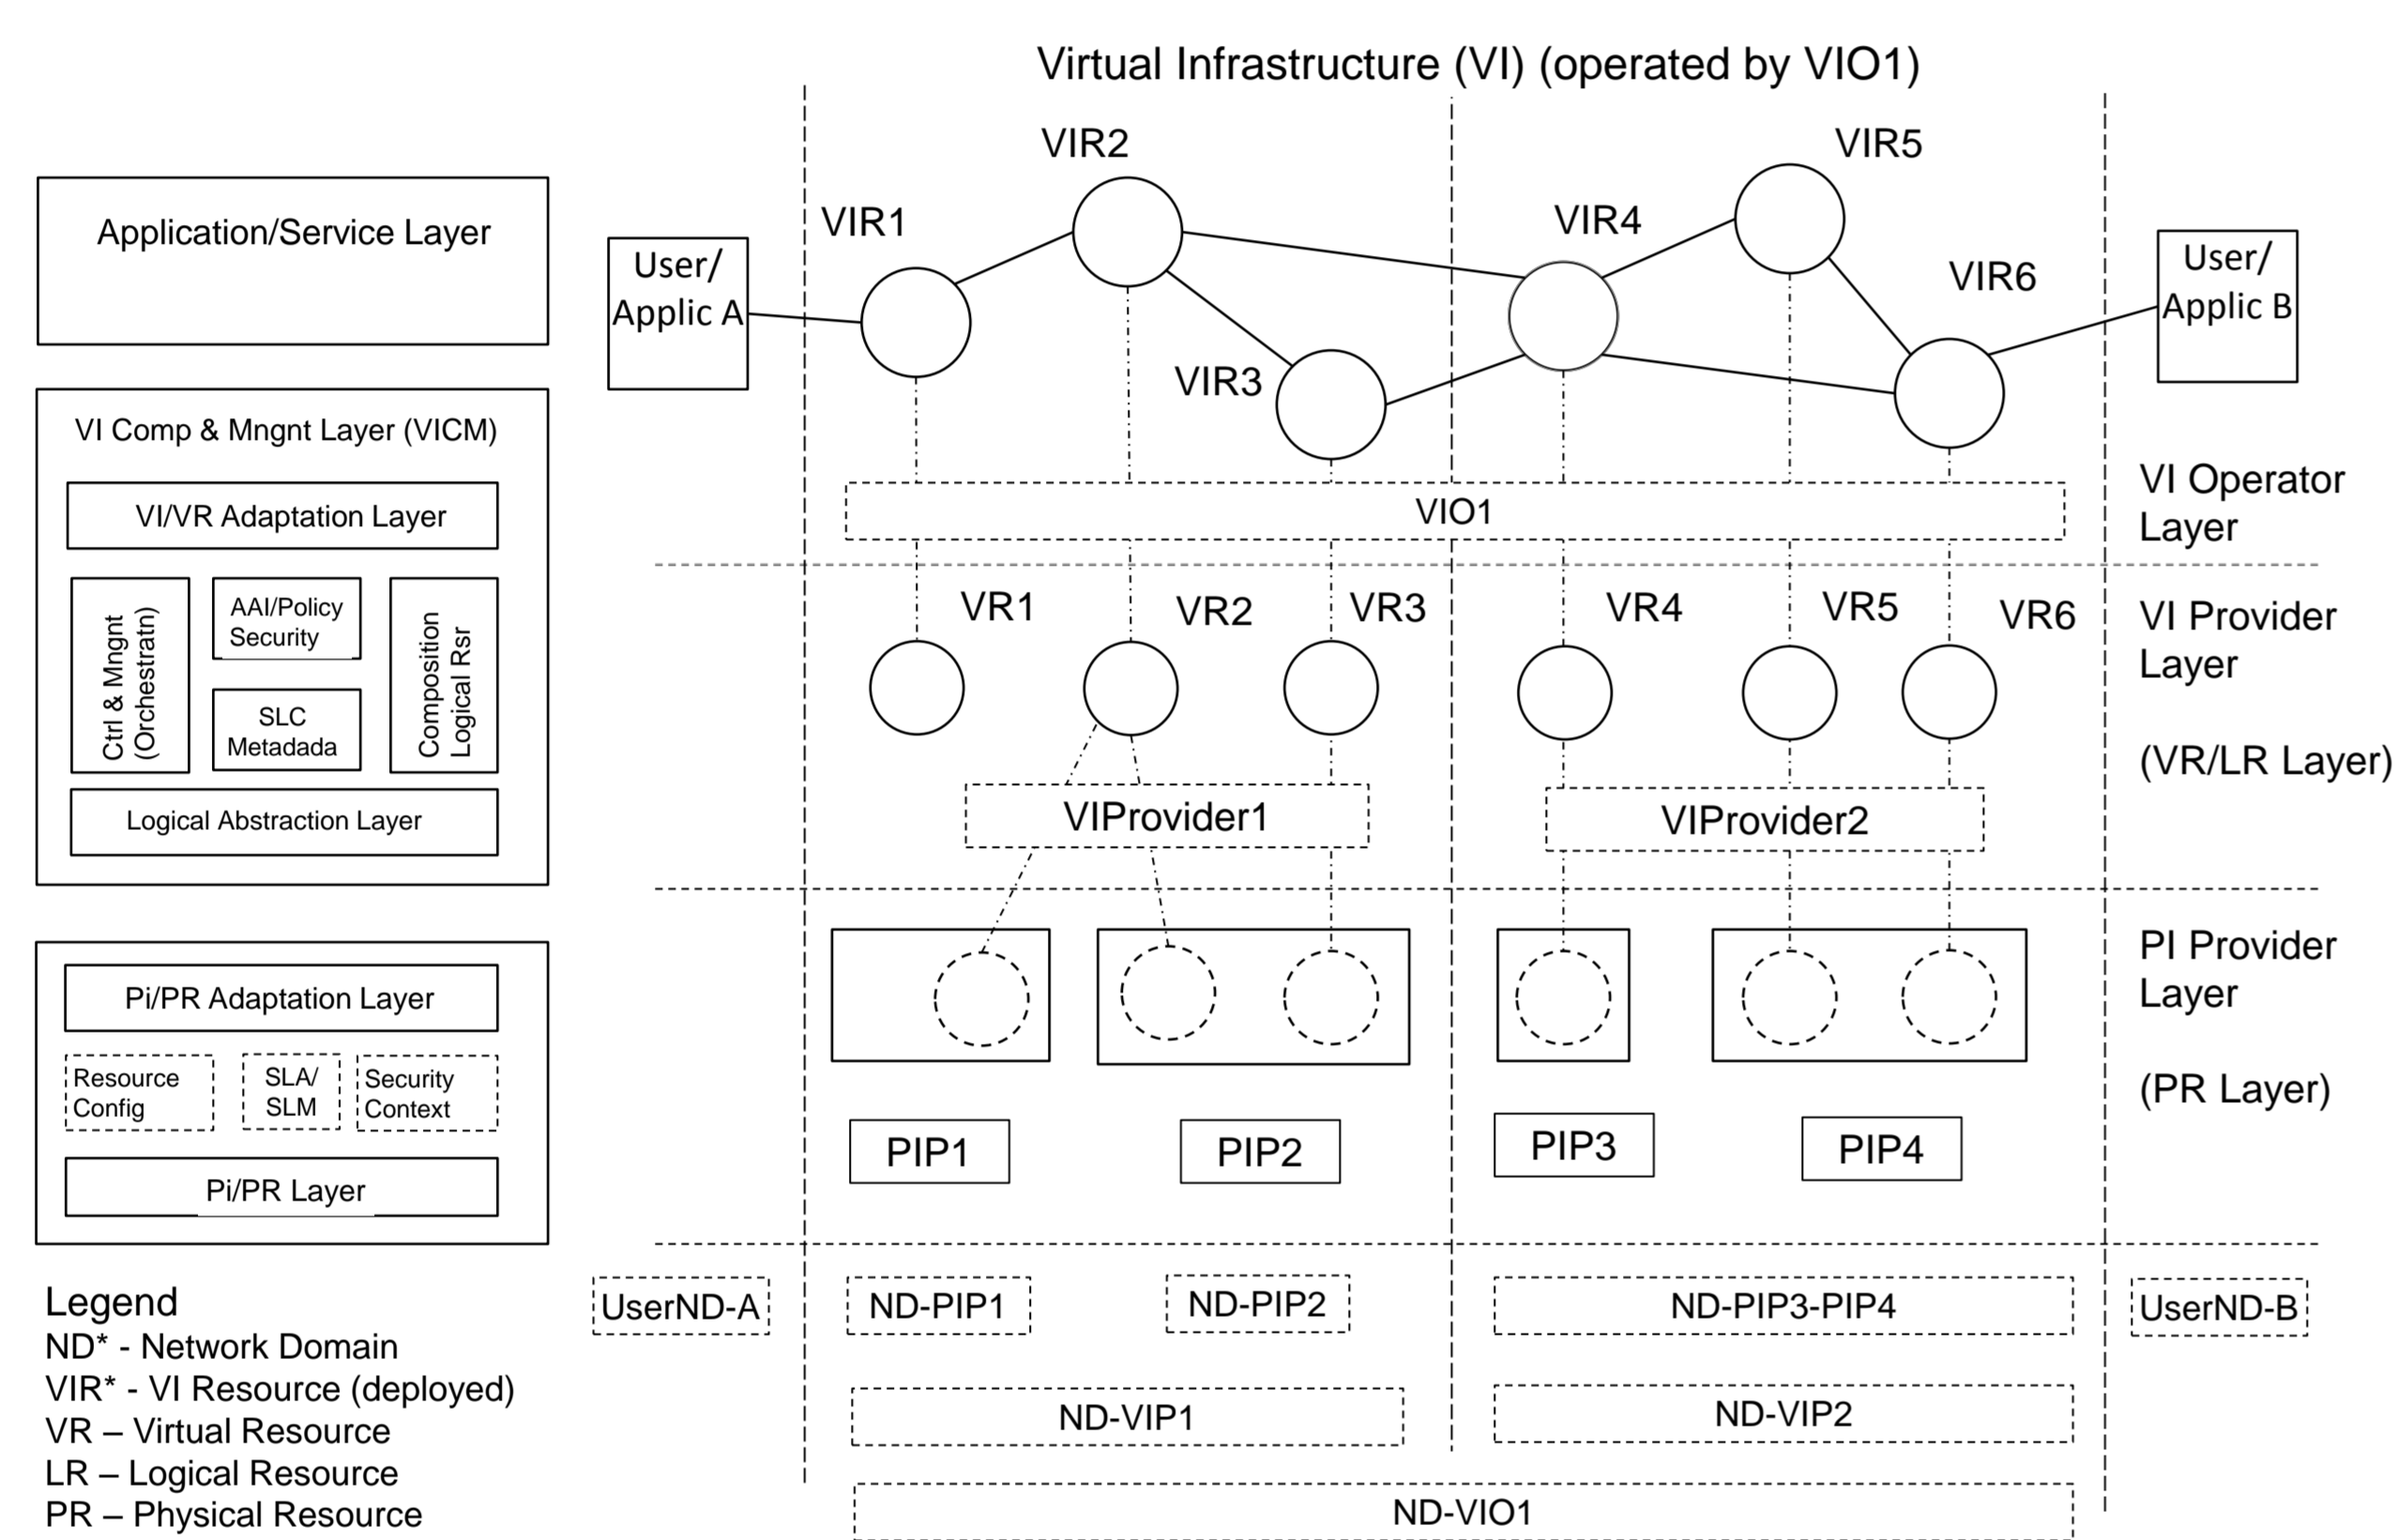 Virtual Infrastructure (VI) (operated by VIO1)
Application/Service Layer
VI Comp & Mngnt Layer (VICM)
VI/VR Adaptation Layer
Ctrl & Mngnt
(Orchestratn)
AAI/Policy
Security
SLC
Metadada
Composition
Logical Rsr
Logical Abstraction Layer
Pi/PR Adaptation Layer
Resource
Config
SLA/
SLM
Security
Context
Pi/PR Layer
Legend
ND* - Network Domain
VIR* - VI Resource (deployed)
VR – Virtual Resource
LR – Logical Resource
PR – Physical Resource
User/
Applic A
VIR1
VIR2
VIR3
VIR4
VIR5
VIR6
User/
Applic B
VIO1
VI Operator
Layer
VR1
VR2
VR3
VR4
VR5
VR6
VI Provider
Layer
(VR/LR Layer)
VIProvider1
VIProvider2
PI Provider
Layer
(PR Layer)
PIP1
PIP2
PIP3
PIP4
UserND-A
ND-PIP1
ND-PIP2
ND-PIP3-PIP4
UserND-B
ND-VIP1
ND-VIP2
ND-VIO1